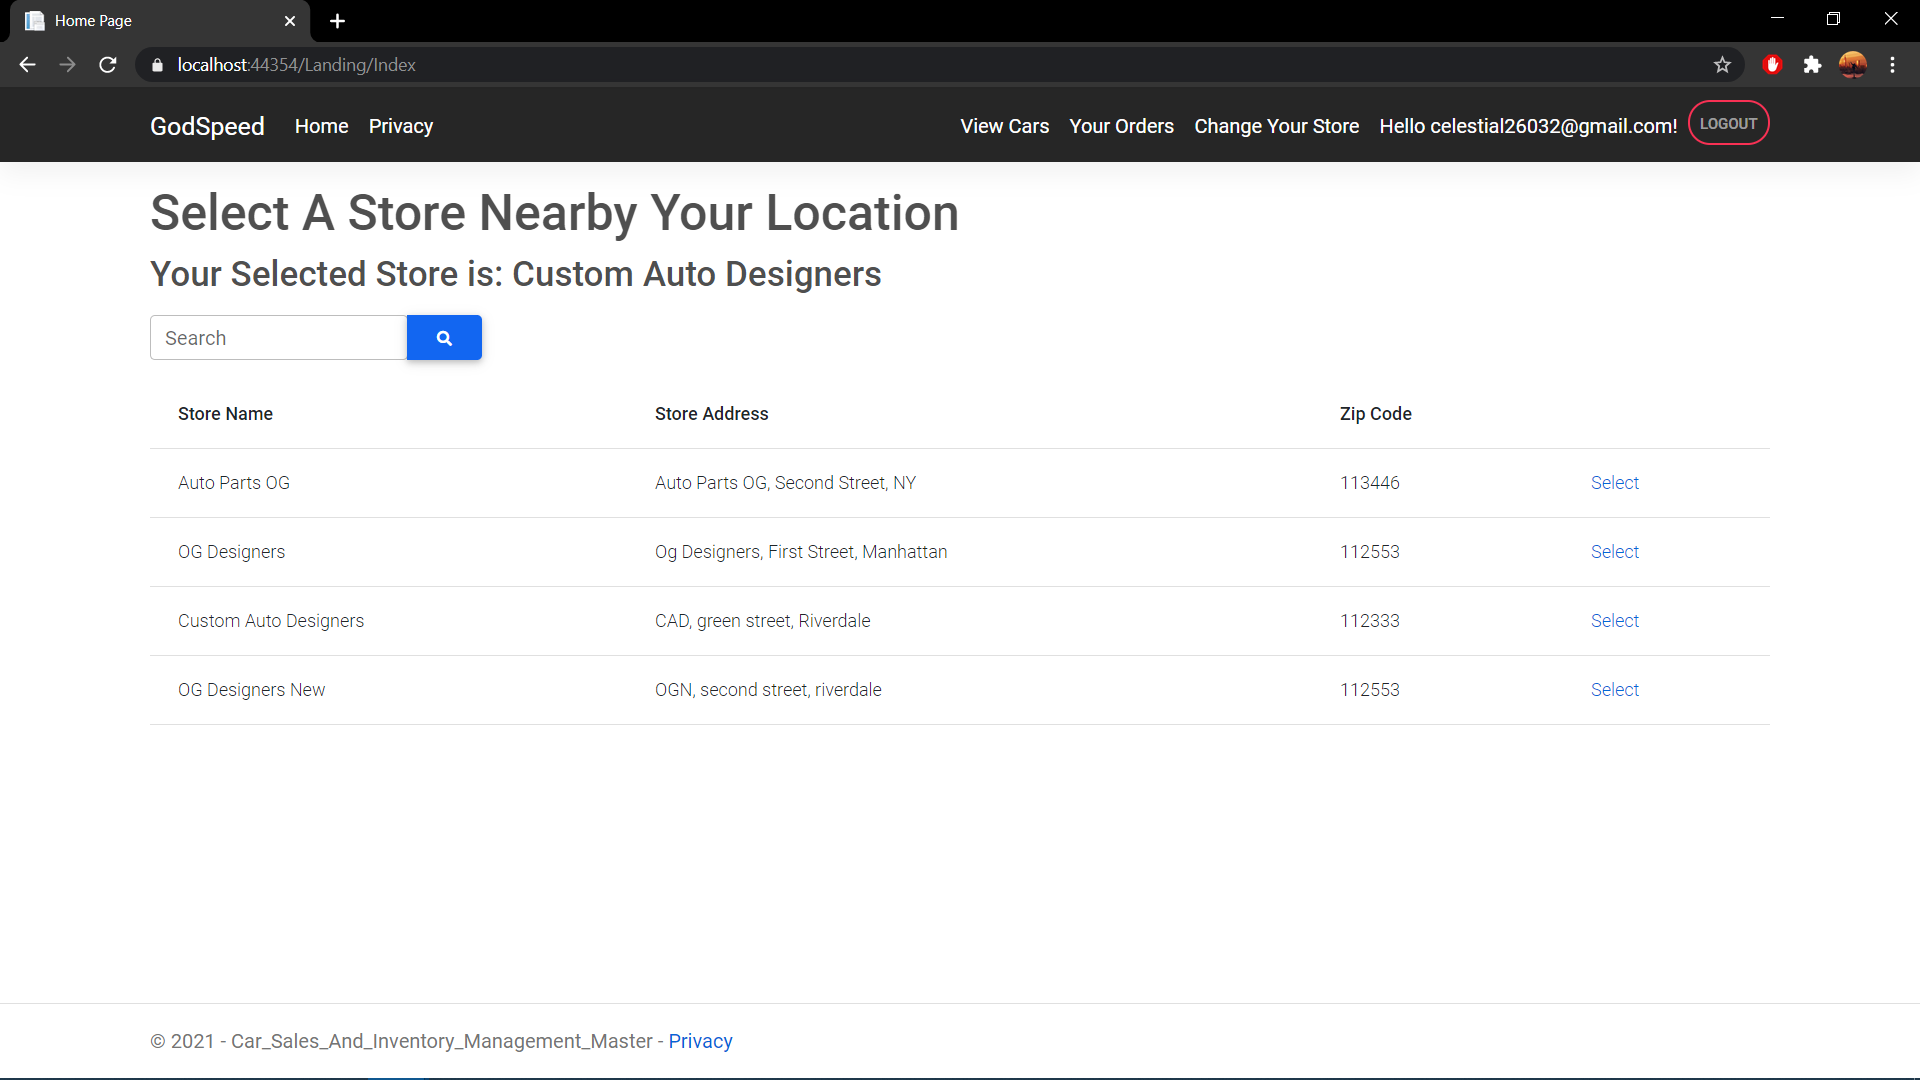 Home Page
localhost:44354/Landing/Index
GodSpeed Home Privacy View Cars Your Orders Change Your Store Hello celestial26032@gmail.com! LOGOUT
Select A Store Nearby Your Location
Your Selected Store is: Custom Auto Designers
Search
Store Name Store Address Zip Code
Auto Parts OG Auto Parts OG, Second Street, NY 113446 Select
OG Designers Og Designers, First Street, Manhattan 112553 Select
Custom Auto Designers CAD, green street, Riverdale 112333 Select
OG Designers New OGN, second street, riverdale 112553 Select
© 2021 - Car_Sales_And_Inventory_Management_Master - Privacy